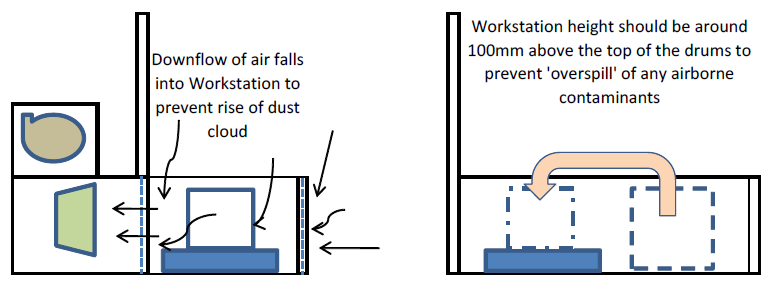 Downflow of air falls
into Workstation to
prevent rise of dust
cloud
Workstation height should be around
100mm above the top of the drums to
prevent 'overspill' of any airborne
contaminants